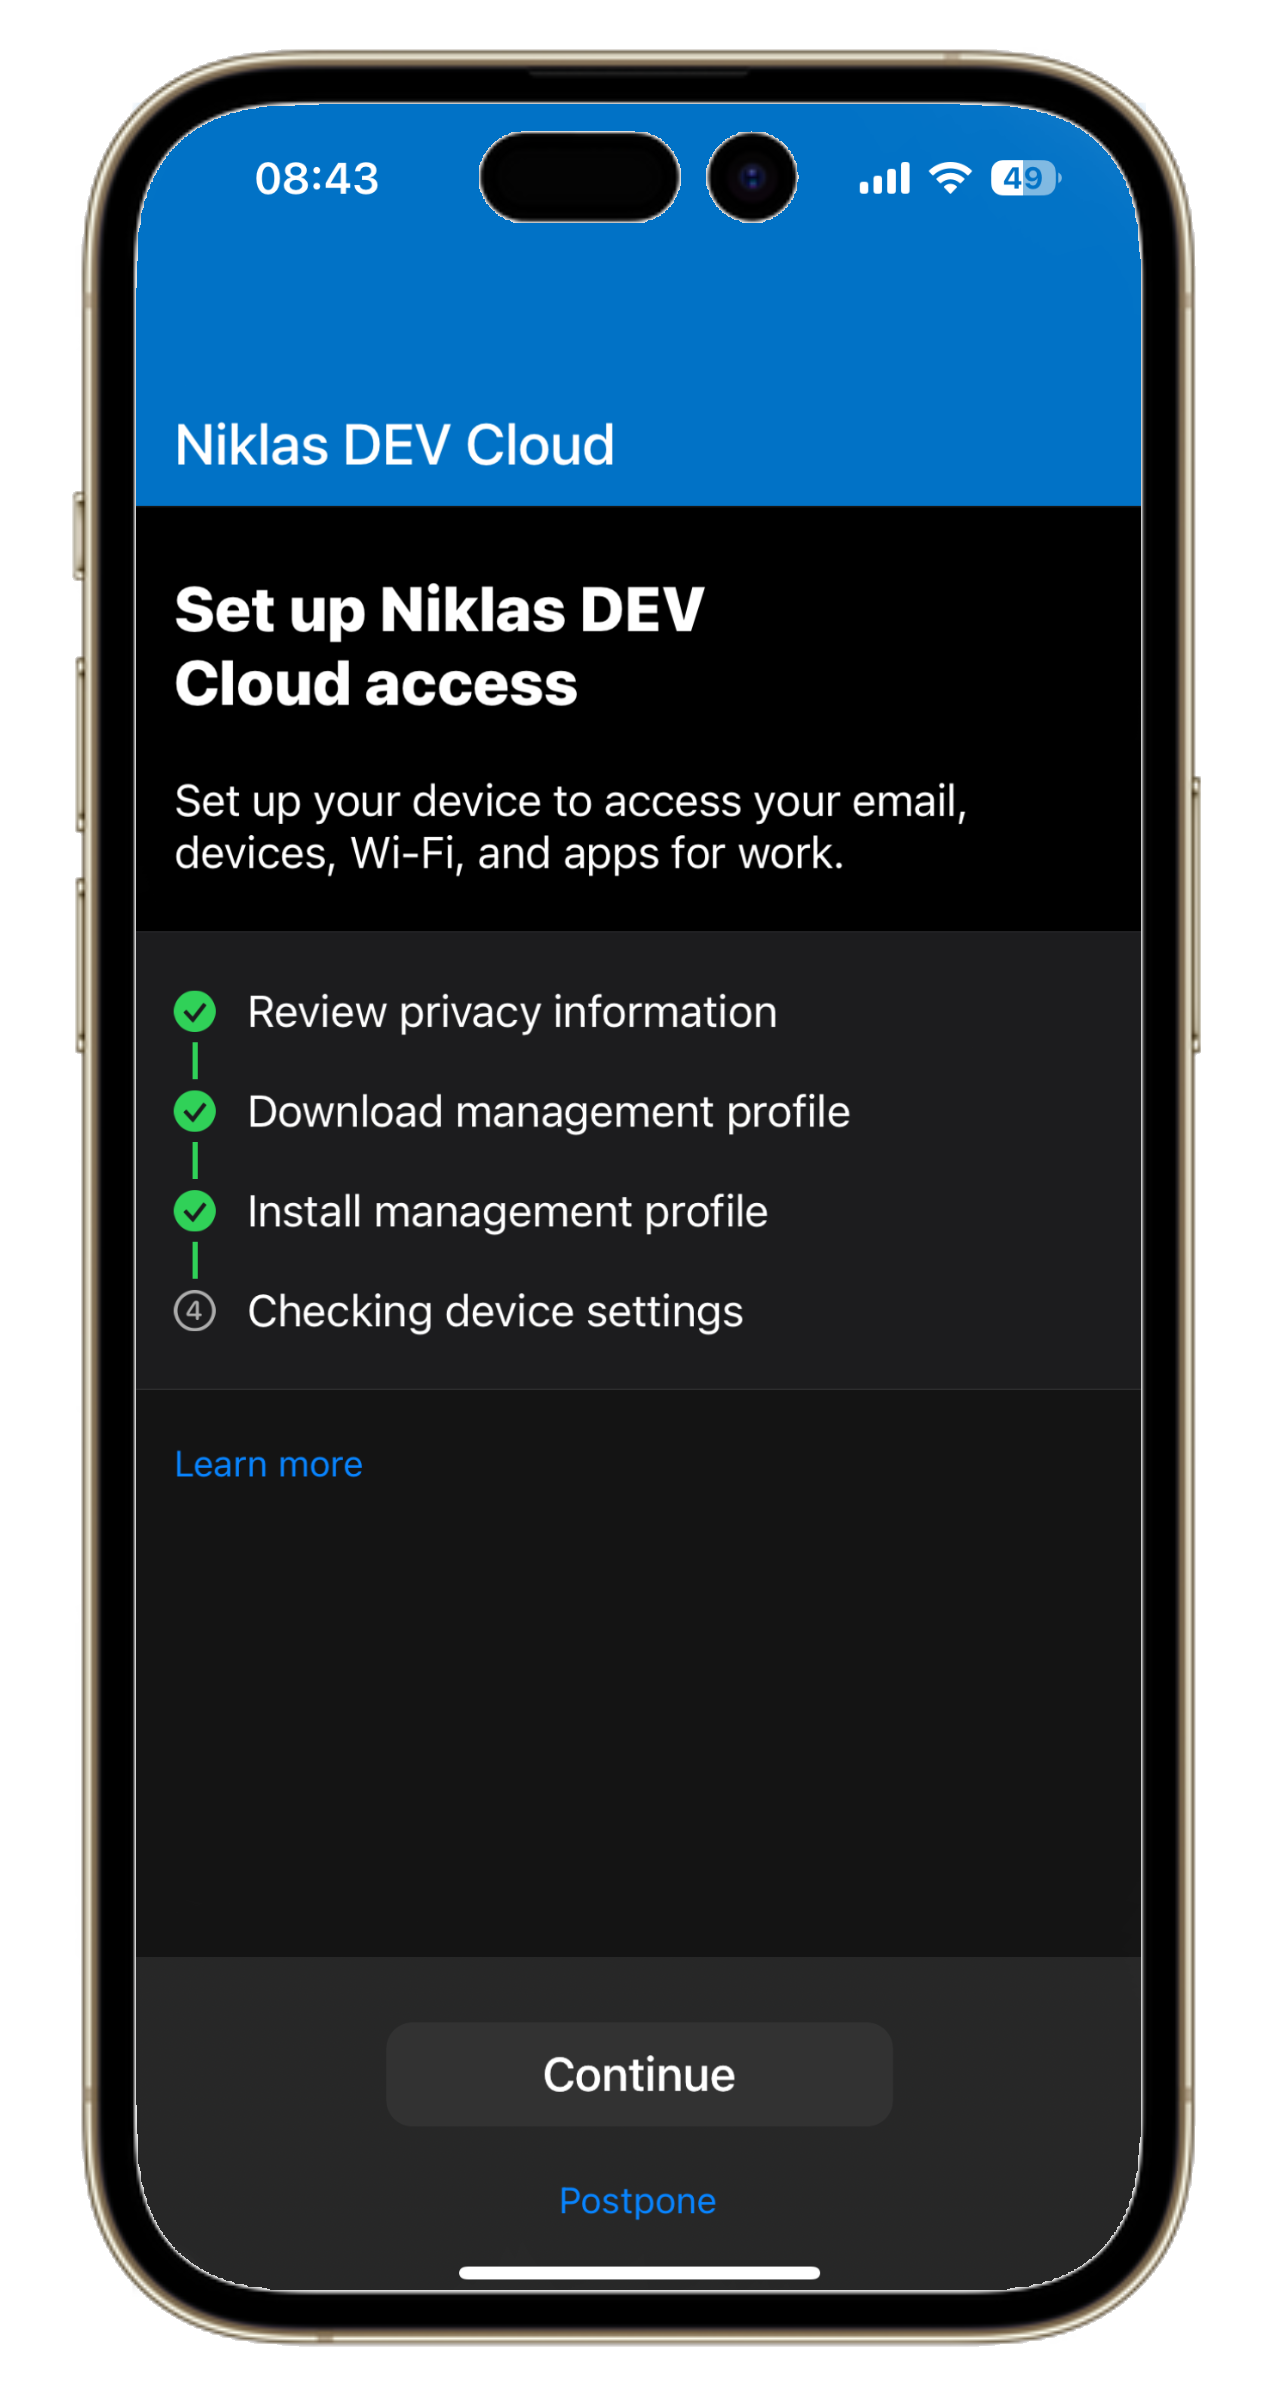 08:43
49
Niklas DEV Cloud
Set up Niklas DEV
Cloud access
Set up your device to access your email,
devices, Wi-Fi, and apps for work.
Review privacy information
Download management profile
Install management profile
4 Checking device settings
Learn more
Continue
Postpone